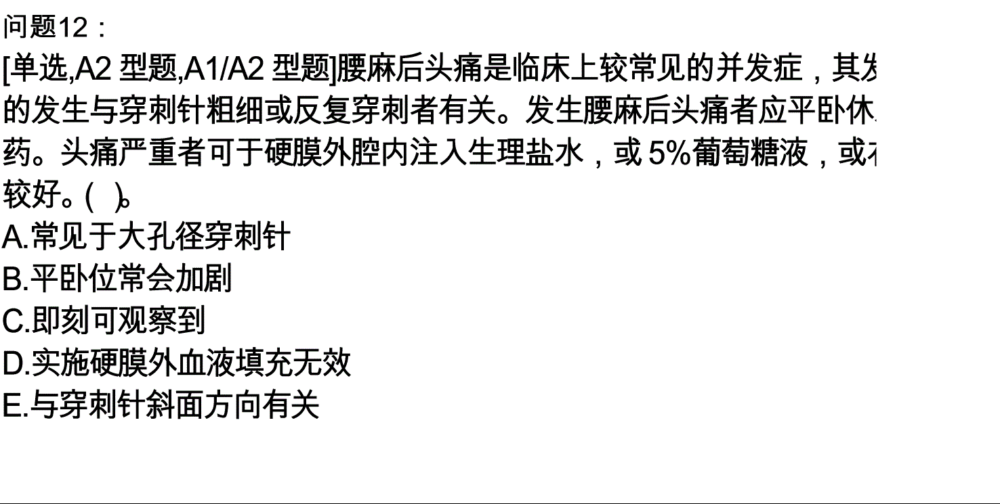 问题12：
[单选,A2 型题,A1/A2 型题]腰麻后头痛是临床上较常见的并发症，其
的发生与穿刺针粗细或反复穿刺者有关。发生腰麻后头痛者应平卧休
药。头痛严重者可于硬膜外腔内注入生理盐水，或 5%葡萄糖液，或
较好。( )。
A.常见于大孔径穿刺针
B.平卧位常会加剧
C.即刻可观察到
D.实施硬膜外血液填充无效
E.与穿刺针斜面方向有关